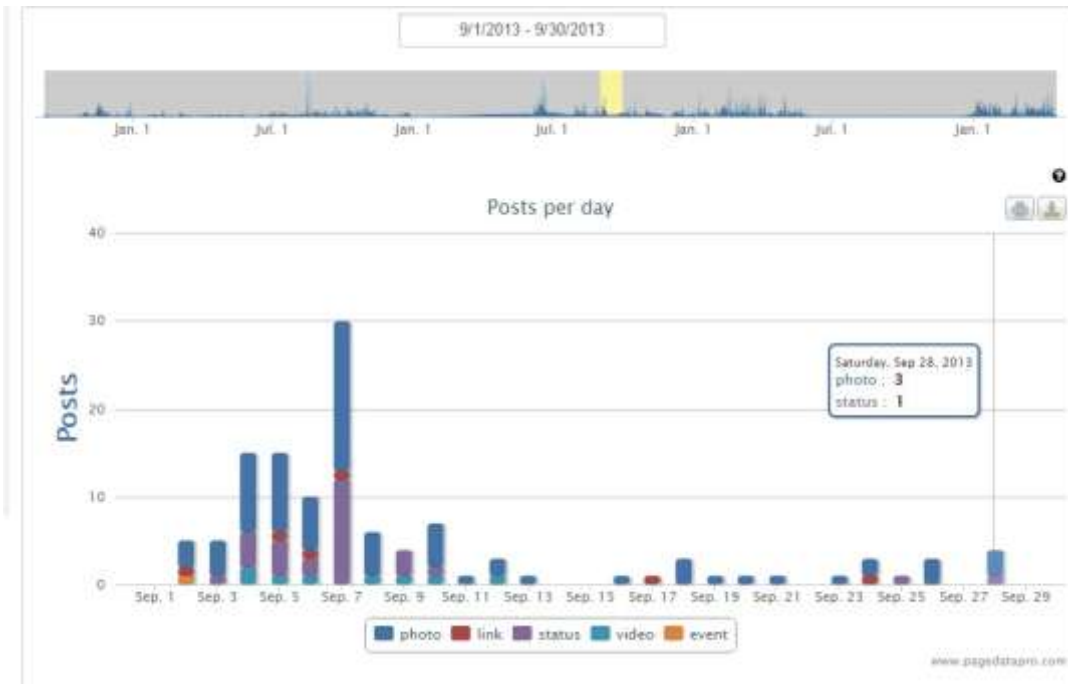 9/1/2013 - 9/30/2013
Jan. 1 Jul. 1 Jan. 1 Jul. 1 Jan. 1 Jul. 1 Jan. 1
?
Posts per day
40
30
20
10
0
Posts
Saturday, Sep 28, 2013
photo : 3
status : 1
Sep. 1 Sep. 3 Sep. 5 Sep. 7 Sep. 9 Sep. 11 Sep. 13 Sep. 15 Sep. 17 Sep. 19 Sep. 21 Sep. 23 Sep. 25 Sep. 27 Sep. 29
photo link status video event
www.pagedatapro.com